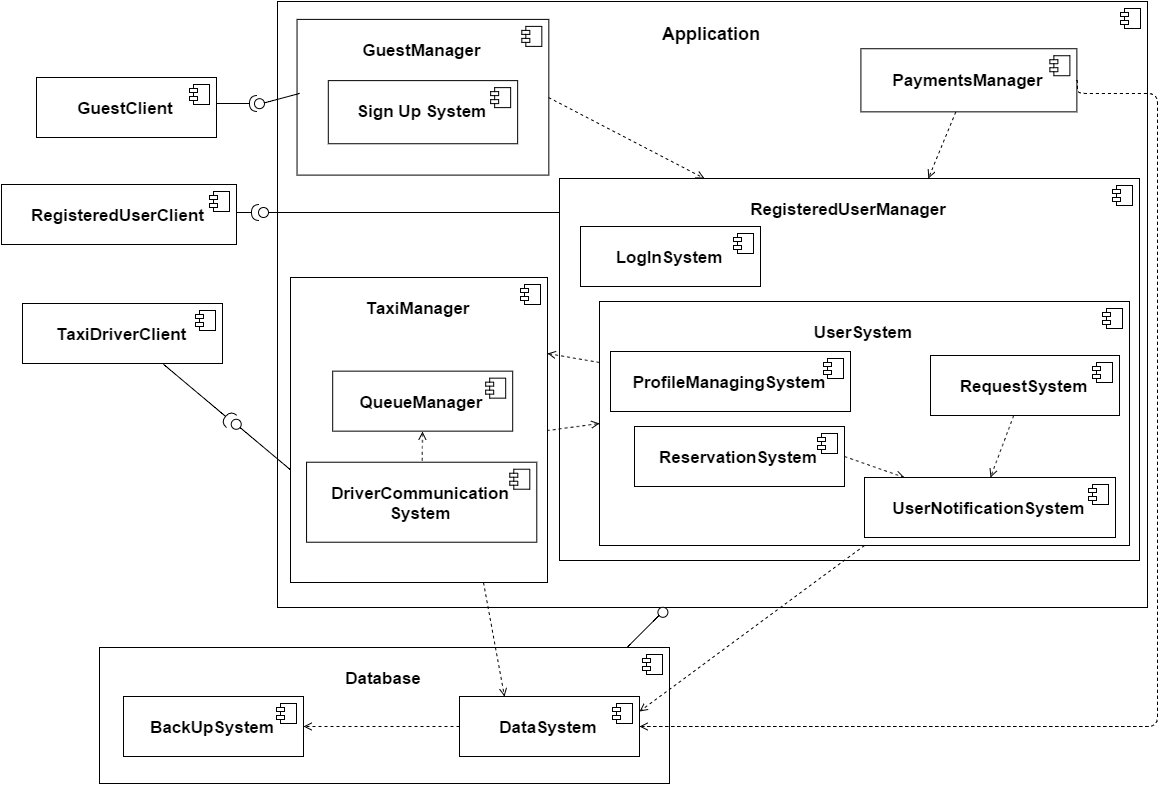 Application
GuestManager
PaymentsManager
GuestClient
Sign Up System
RegisteredUserClient
RegisteredUserManager
LogInSystem
TaxiManager
TaxiDriverClient
UserSystem
ProfileManagingSystem
RequestSystem
QueueManager
ReservationSystem
DriverCommunication
System
UserNotificationSystem
Database
BackUpSystem
DataSystem